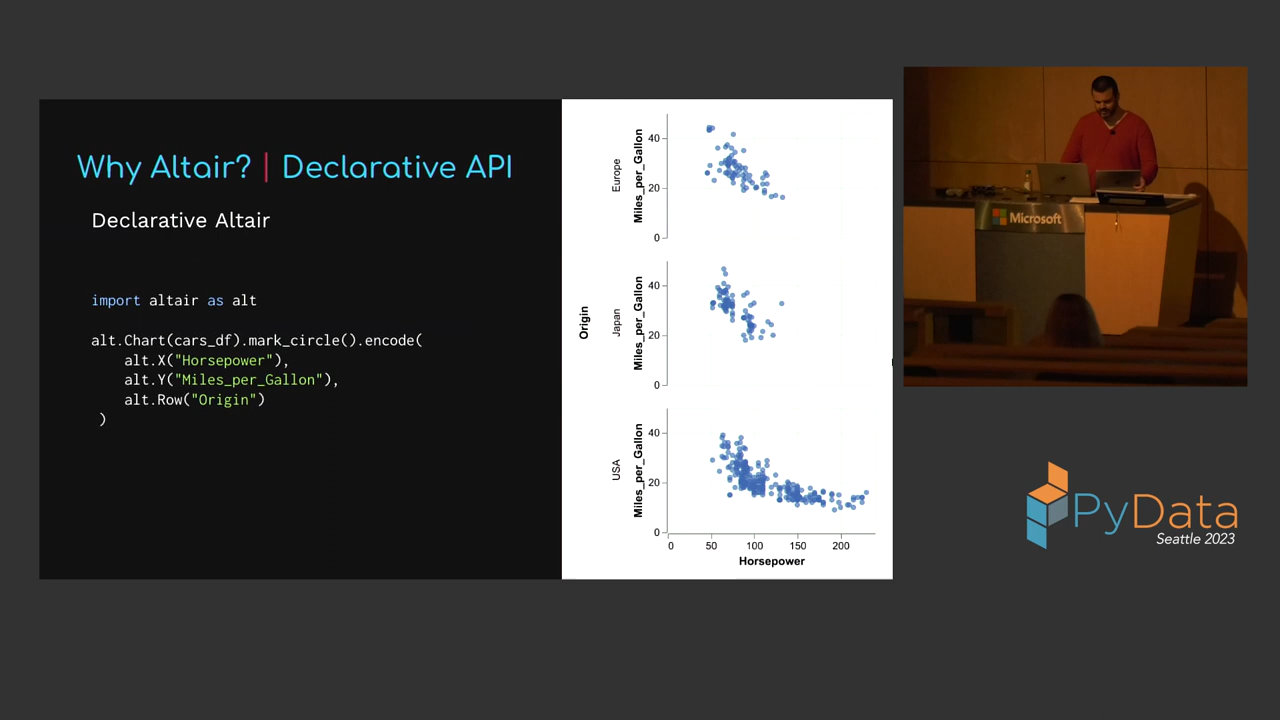 Why Altair? | Declarative API
Declarative Altair
import altair as alt
alt.Chart(cars_df).mark_circle().encode(
    alt.X("Horsepower"),
    alt.Y("Miles_per_Gallon"),
    alt.Row("Origin")
 )
Origin
Europe
Miles_per_Gallon
40
20
0
Japan
Miles_per_Gallon
40
20
0
USA
Miles_per_Gallon
40
20
0
0 50 100 150 200
Horsepower
Microsoft
PyData
Seattle 2023